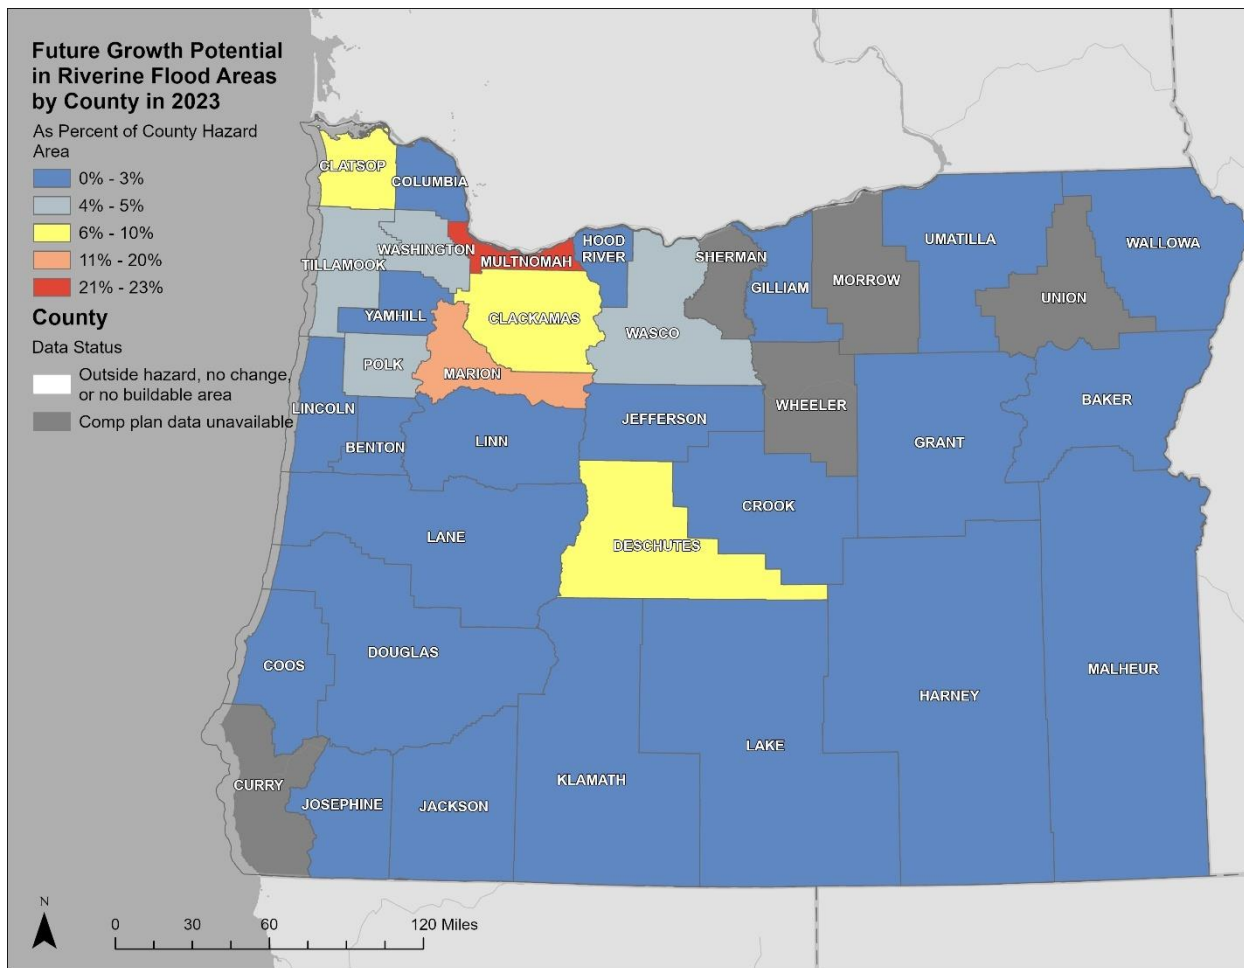 Future Growth Potential
in Riverine Flood Areas
by County in 2023
As Percent of County Hazard
Area
0% - 3%
4% - 5%
6% - 10%
11% - 20%
21% - 23%
County
Data Status
Outside hazard, no change,
or no buildable area
Comp plan data unavailable
CLATSOP
COLUMBIA
TILLAMOOK
WASHINGTON
MULTNOMAH
HOOD
RIVER
SHERMAN
GILLIAM
MORROW
UMATILLA
UNION
WALLOWA
YAMHILL
CLACKAMAS
WASCO
POLK
MARION
WHEELER
BAKER
LINCOLN
BENTON
LINN
JEFFERSON
GRANT
CROOK
LANE
DESCHUTES
COOS
DOUGLAS
HARNEY
MALHEUR
LAKE
KLAMATH
CURRY
JOSEPHINE
JACKSON
N
0 30 60 120 Miles